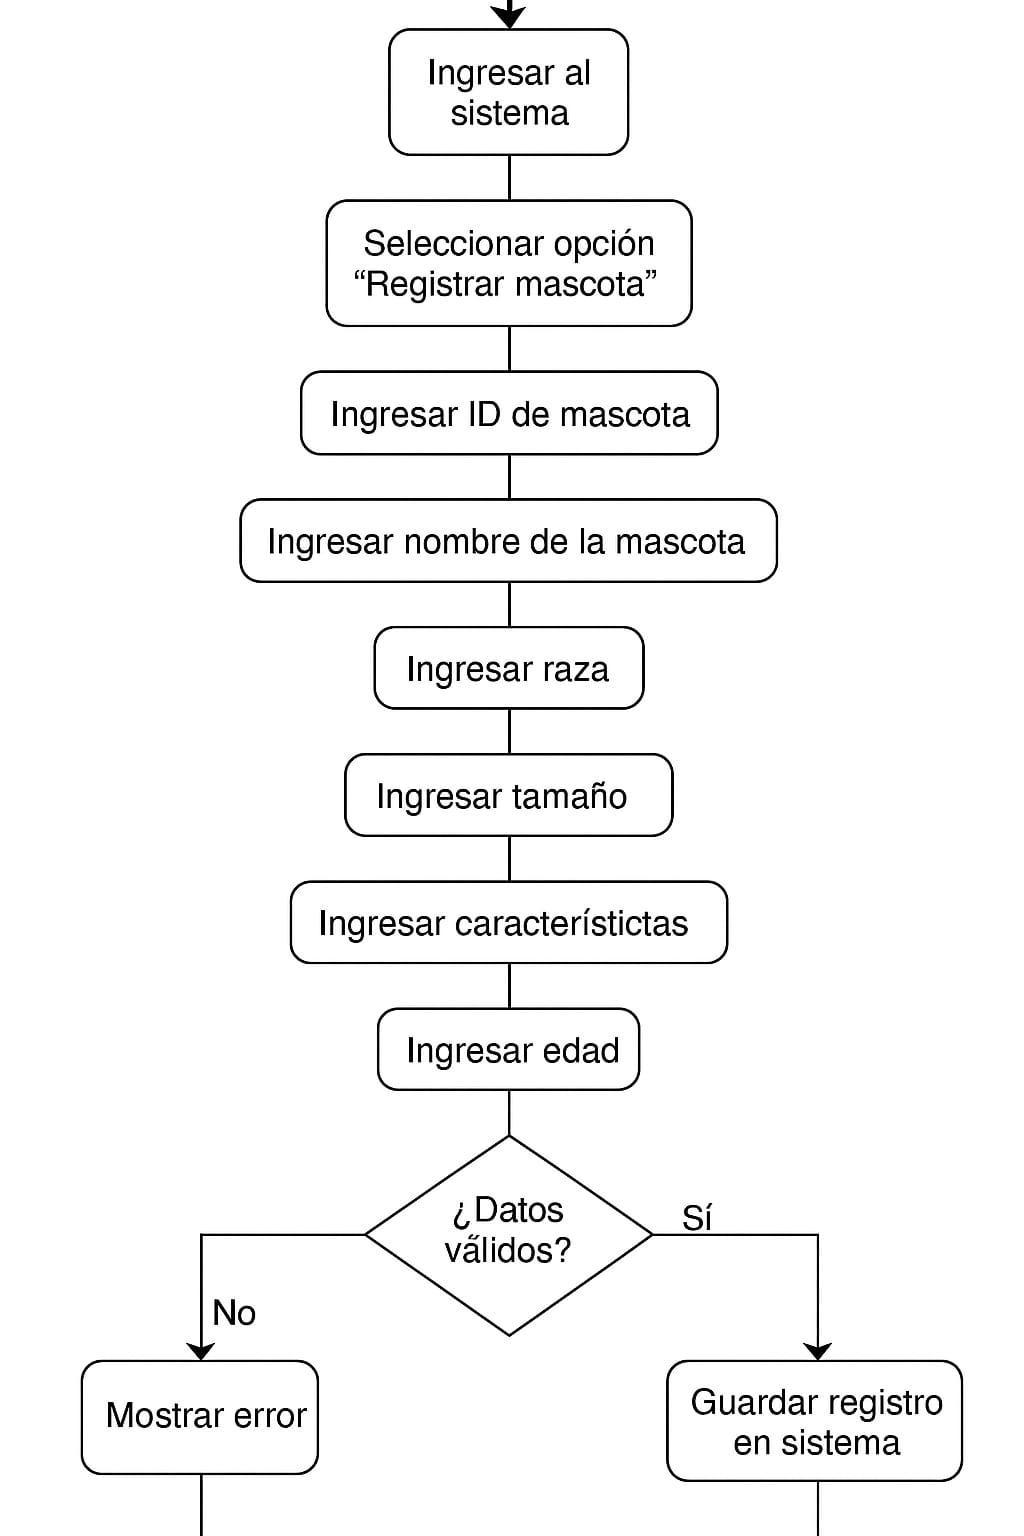 Ingresar al
sistema
Seleccionar opción
“Registrar mascota”
Ingresar ID de mascota
Ingresar nombre de la mascota
Ingresar raza
Ingresar tamaño
Ingresar característictas
Ingresar edad
¿Datos
válidos?
Sí
No
Mostrar error
Guardar registro
en sistema